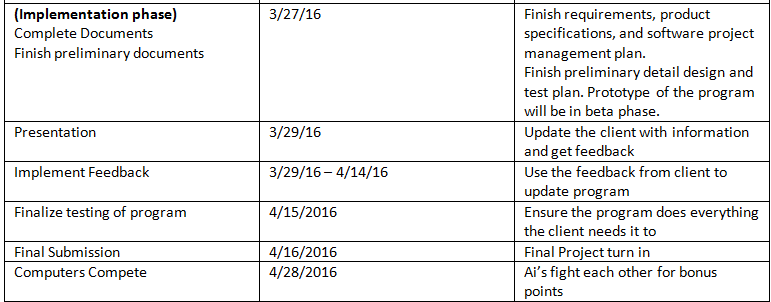 (Implementation phase)
Complete Documents
Finish preliminary documents
3/27/16
Finish requirements, product
specifications, and software project
management plan.
Finish preliminary detail design and
test plan. Prototype of the program
will be in beta phase.
Presentation
3/29/16
Update the client with information
and get feedback
Implement Feedback
3/29/16 – 4/14/16
Use the feedback from client to
update program
Finalize testing of program
4/15/2016
Ensure the program does everything
the client needs it to
Final Submission
4/16/2016
Final Project turn in
Computers Compete
4/28/2016
Ai's fight each other for bonus
points